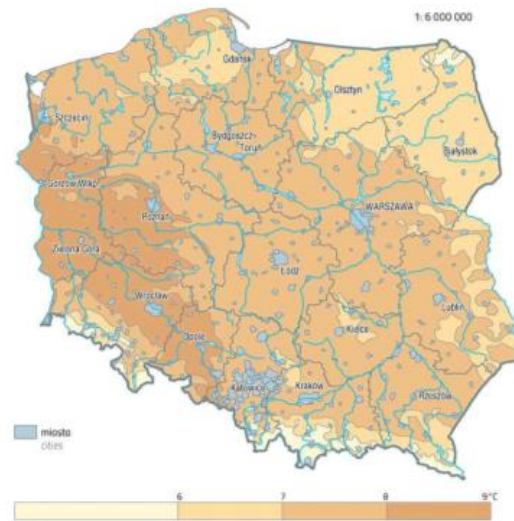 1: 6 000 000
Gdańsk
Olsztyn
Szczecin
Bydgoszcz
Toruń
Białystok
Gorzów Wlkp.
Poznań
WARSZAWA
Zielona Góra
Łódź
Wrocław
Lublin
Opole
Kielce
Katowice
Kraków
Rzeszów
miasto
cities
6 7 8 9°C